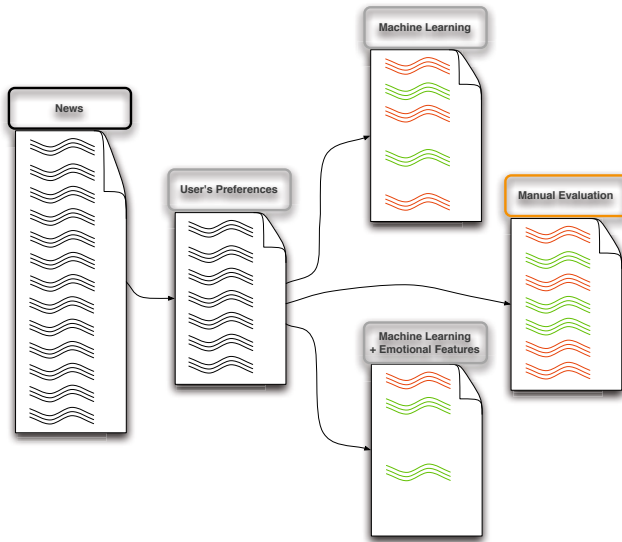 Machine Learning
News
User's Preferences
Manual Evaluation
Machine Learning
+ Emotional Features